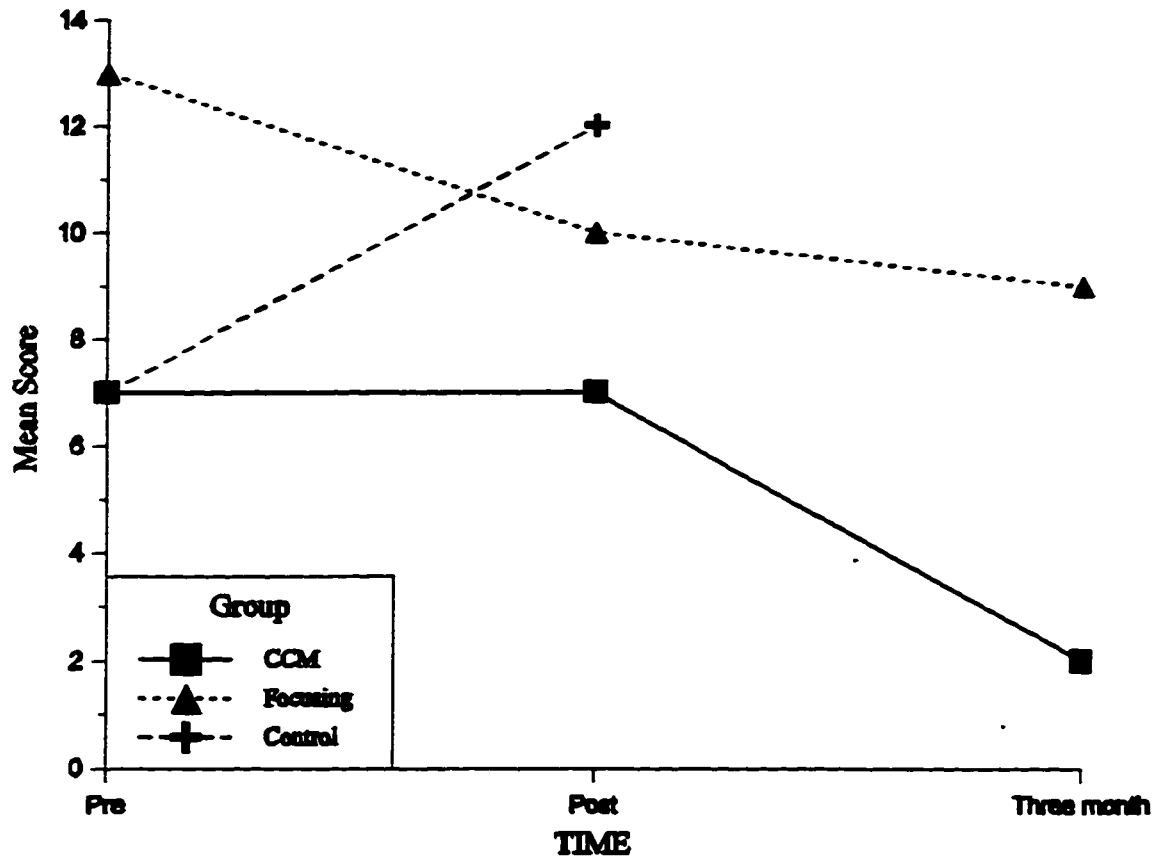 14
12
10
8
6
4
2
0
Mean Score
Group
CCM
Focusing
Control
Pre
Post
Three month
TIME